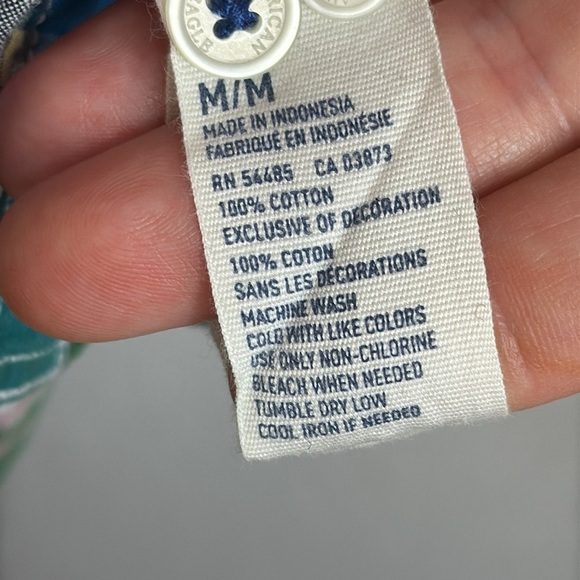 AMERICAN EAGLE
M/M
MADE IN INDONESIA
FABRIQUÉ EN INDONÉSIE
RN 54485 CA 03873
100% COTTON
EXCLUSIVE OF DECORATION
100% COTON
SANS LES DÉCORATIONS
MACHINE WASH
COLD WITH LIKE COLORS
USE ONLY NON-CHLORINE
BLEACH WHEN NEEDED
TUMBLE DRY LOW
COOL IRON IF NEEDED